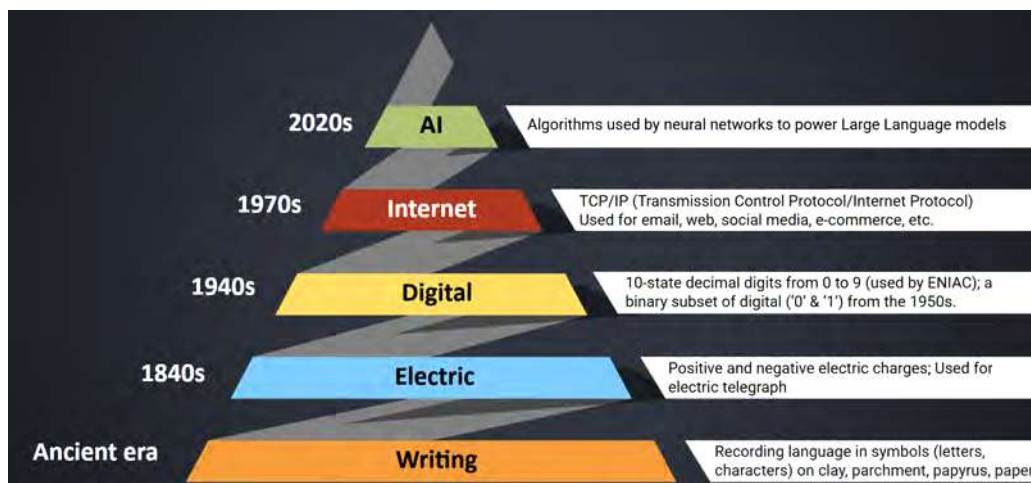 2020s
AI
Algorithms used by neural networks to power Large Language models
1970s
Internet
TCP/IP (Transmission Control Protocol/Internet Protocol)
Used for email, web, social media, e-commerce, etc.
1940s
Digital
10-state decimal digits from 0 to 9 (used by ENIAC); a
binary subset of digital ('0' & '1') from the 1950s.
1840s
Electric
Positive and negative electric charges; Used for
electric telegraph
Ancient era
Writing
Recording language in symbols (letters,
characters) on clay, parchment, papyrus, paper